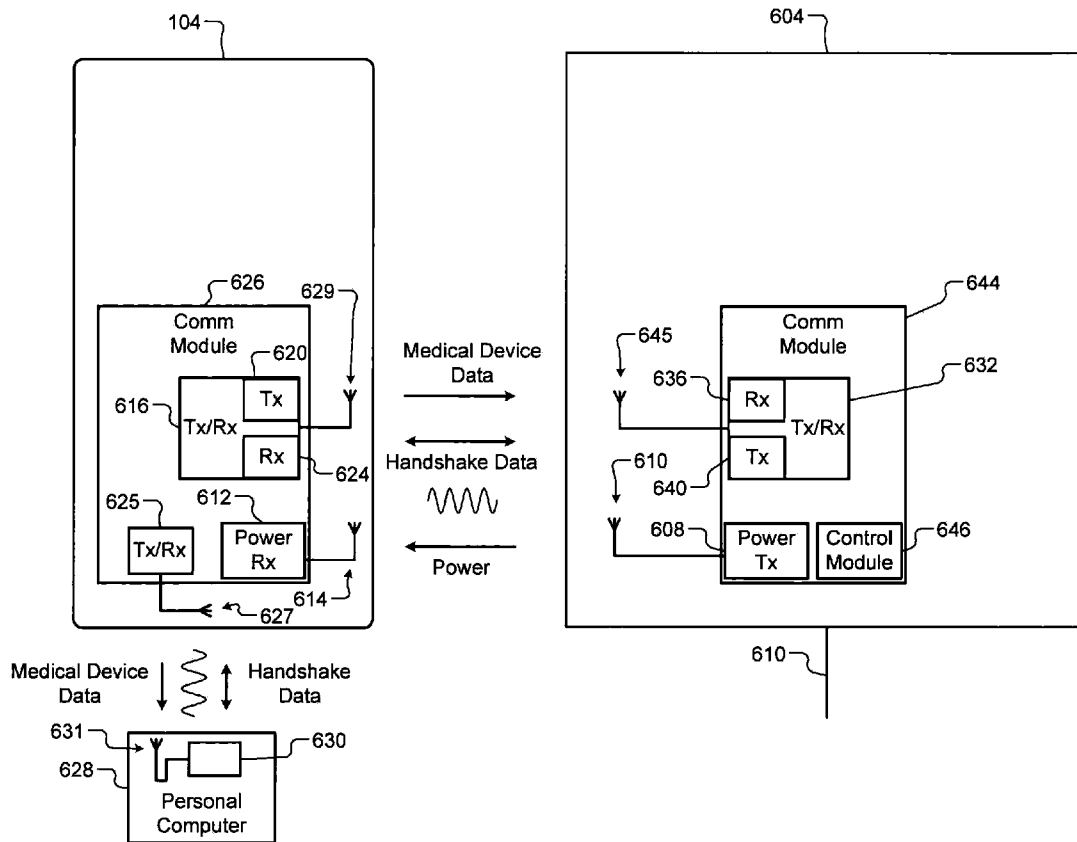 104
604
626
629
Comm
Module
620
Tx
616
Tx/Rx
Rx
624
612
625
Tx/Rx
Power
Rx
614
627
Medical Device
Data
Handshake Data
Power
644
Comm
Module
645
636
Rx
632
Tx/Rx
Tx
640
610
608
Power
Tx
Control
Module
646
610
Medical Device
Data
Handshake
Data
631
630
628
Personal
Computer